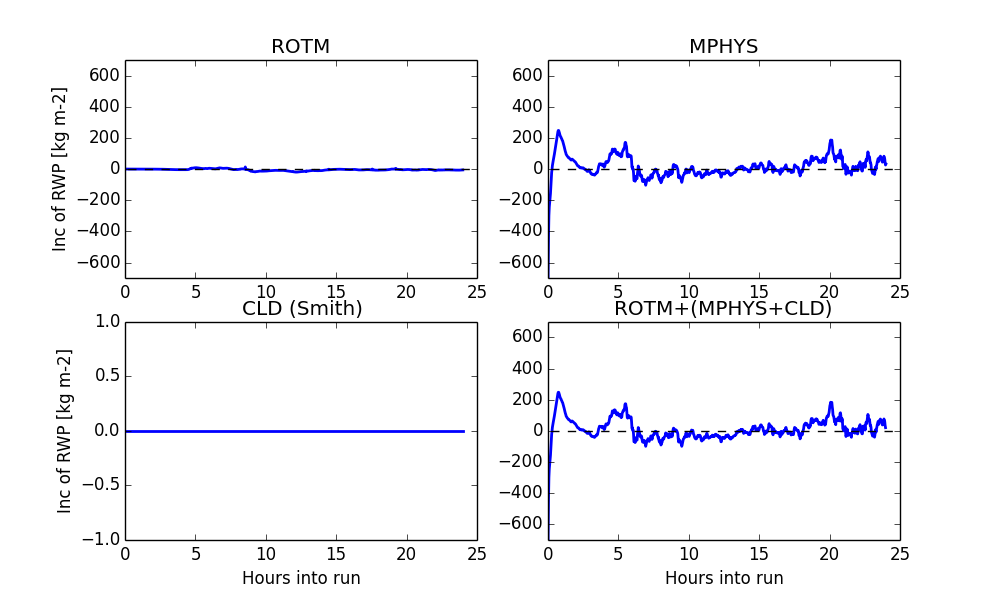 ROTM
MPHYS
Inc of RWP [kg m-2]
600
400
200
0
−200
−400
−600
0 5 10 15 20 25
600
400
200
0
−200
−400
−600
0 5 10 15 20 25
CLD (Smith)
ROTM+(MPHYS+CLD)
Inc of RWP [kg m-2]
1.0
0.5
0.0
−0.5
−1.0
0 5 10 15 20 25
Hours into run
600
400
200
0
−200
−400
−600
0 5 10 15 20 25
Hours into run